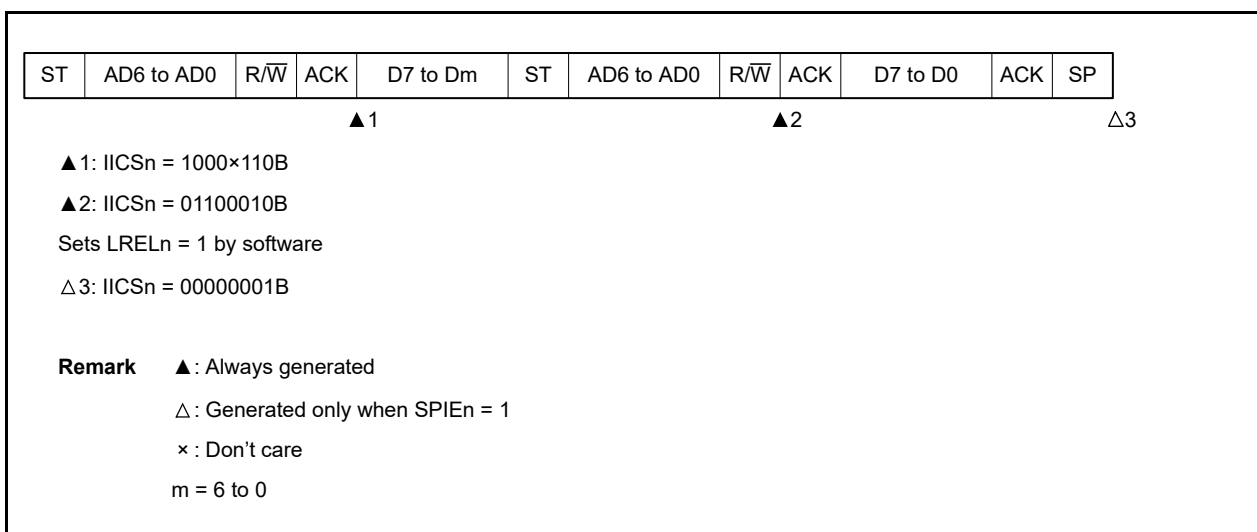 ST AD6 to AD0 R/W̅ ACK D7 to Dm ST AD6 to AD0 R/W̅ ACK D7 to D0 ACK SP
▲1 ▲2 △3
▲1: IICSn = 1000×110B
▲2: IICSn = 01100010B
Sets LRELn = 1 by software
△3: IICSn = 00000001B
Remark ▲: Always generated
△: Generated only when SPIEn = 1
×: Don't care
m = 6 to 0